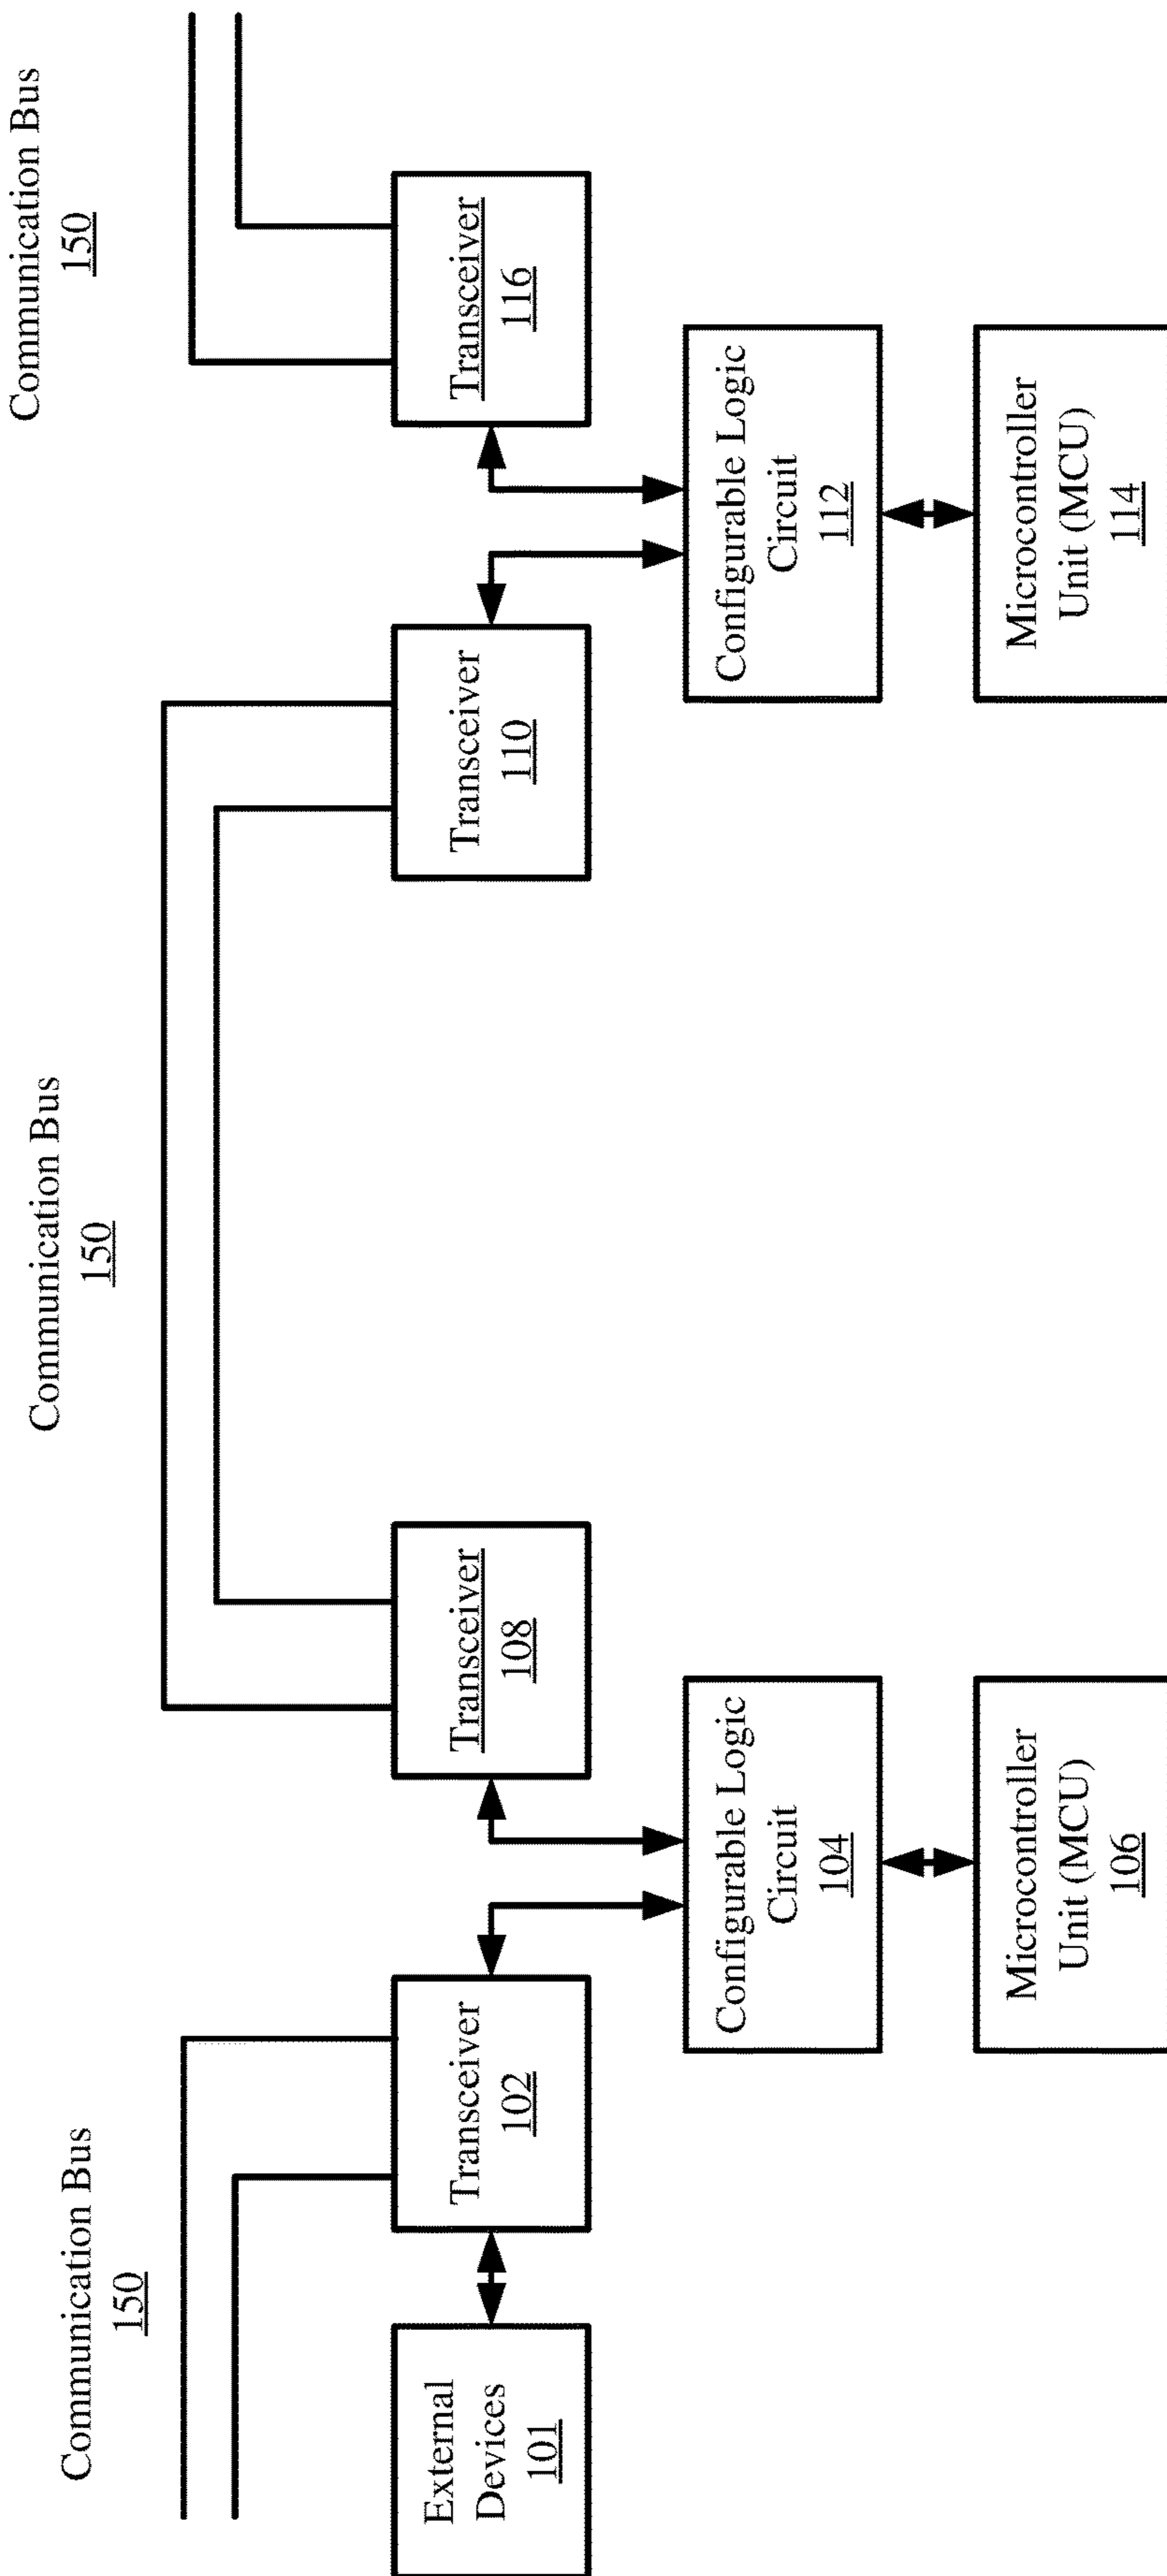 Communication Bus
150
Communication Bus
150
Communication Bus
150
External
Devices
101
Transceiver
102
Transceiver
108
Transceiver
110
Transceiver
116
Configurable Logic
Circuit
104
Configurable Logic
Circuit
112
Microcontroller
Unit (MCU)
106
Microcontroller
Unit (MCU)
114